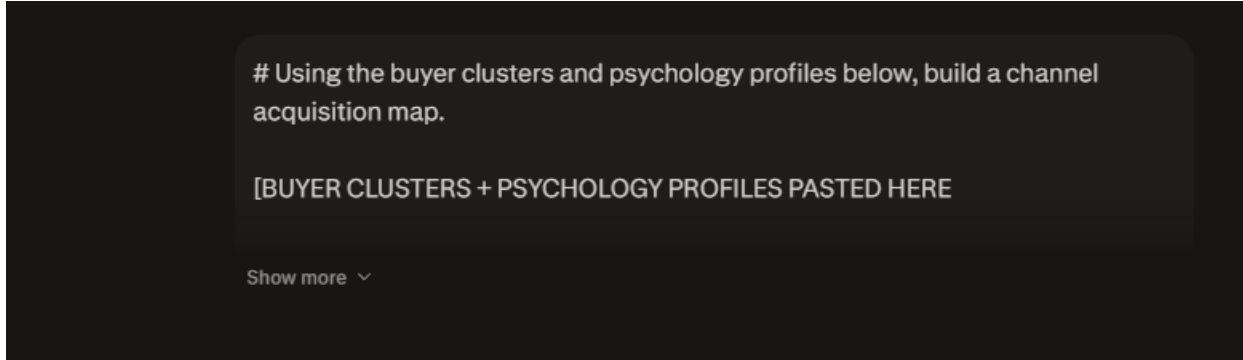 # Using the buyer clusters and psychology profiles below, build a channel
acquisition map.
[BUYER CLUSTERS + PSYCHOLOGY PROFILES PASTED HERE
Show more